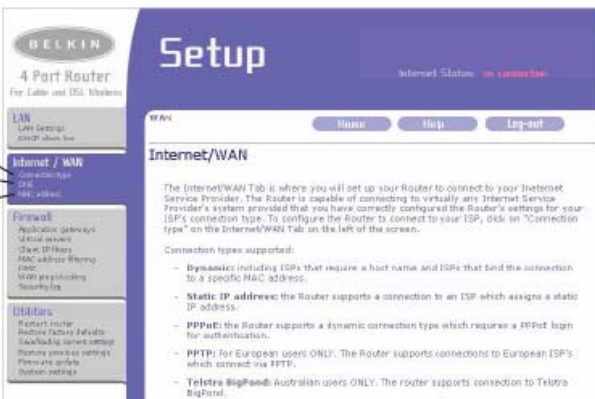 BELKIN
4 Port Router
For Cable and DSL Modems
Setup
Internet Status: no connection
LAN
LAN Settings
DHCP client list
Internet / WAN
Connection type
DNS
MAC address
Firewall
Application gateways
Virtual servers
Client IP filters
MAC address filtering
DMZ
WAN ping blocking
Security log
Utilities
Restart router
Restore factory defaults
Save/Backup current settings
Restore previous settings
Firmware update
System settings
WAN
Home
Help
Log-out
Internet/WAN
The Internet/WAN Tab is where you will set up your Router to connect to your Ineternet
Service Provider. The Router is capable of connecting to virtually any Internet Service
Provider's system provided that you have correctly configured the Router's settings for your
ISP's connection type. To configure the Router to connect to your ISP, click on "Connection
type" on the Internet/WAN Tab on the left of the screen.
Connection types supported:
- Dynamic: including ISPs that require a host name and ISPs that bind the connection
to a specific MAC address.
- Static IP address: the Router supports a connection to an ISP which assigns a static
IP address.
- PPPoE: the Router supports a dynamic connection type which requires a PPPoE login
for authentication.
- PPTP: for European users ONLY. The Router supports connections to European ISP's
which connect via PPTP.
- Telstra BigPond: Australian users ONLY. The router supports connection to Telstra
BigPond.